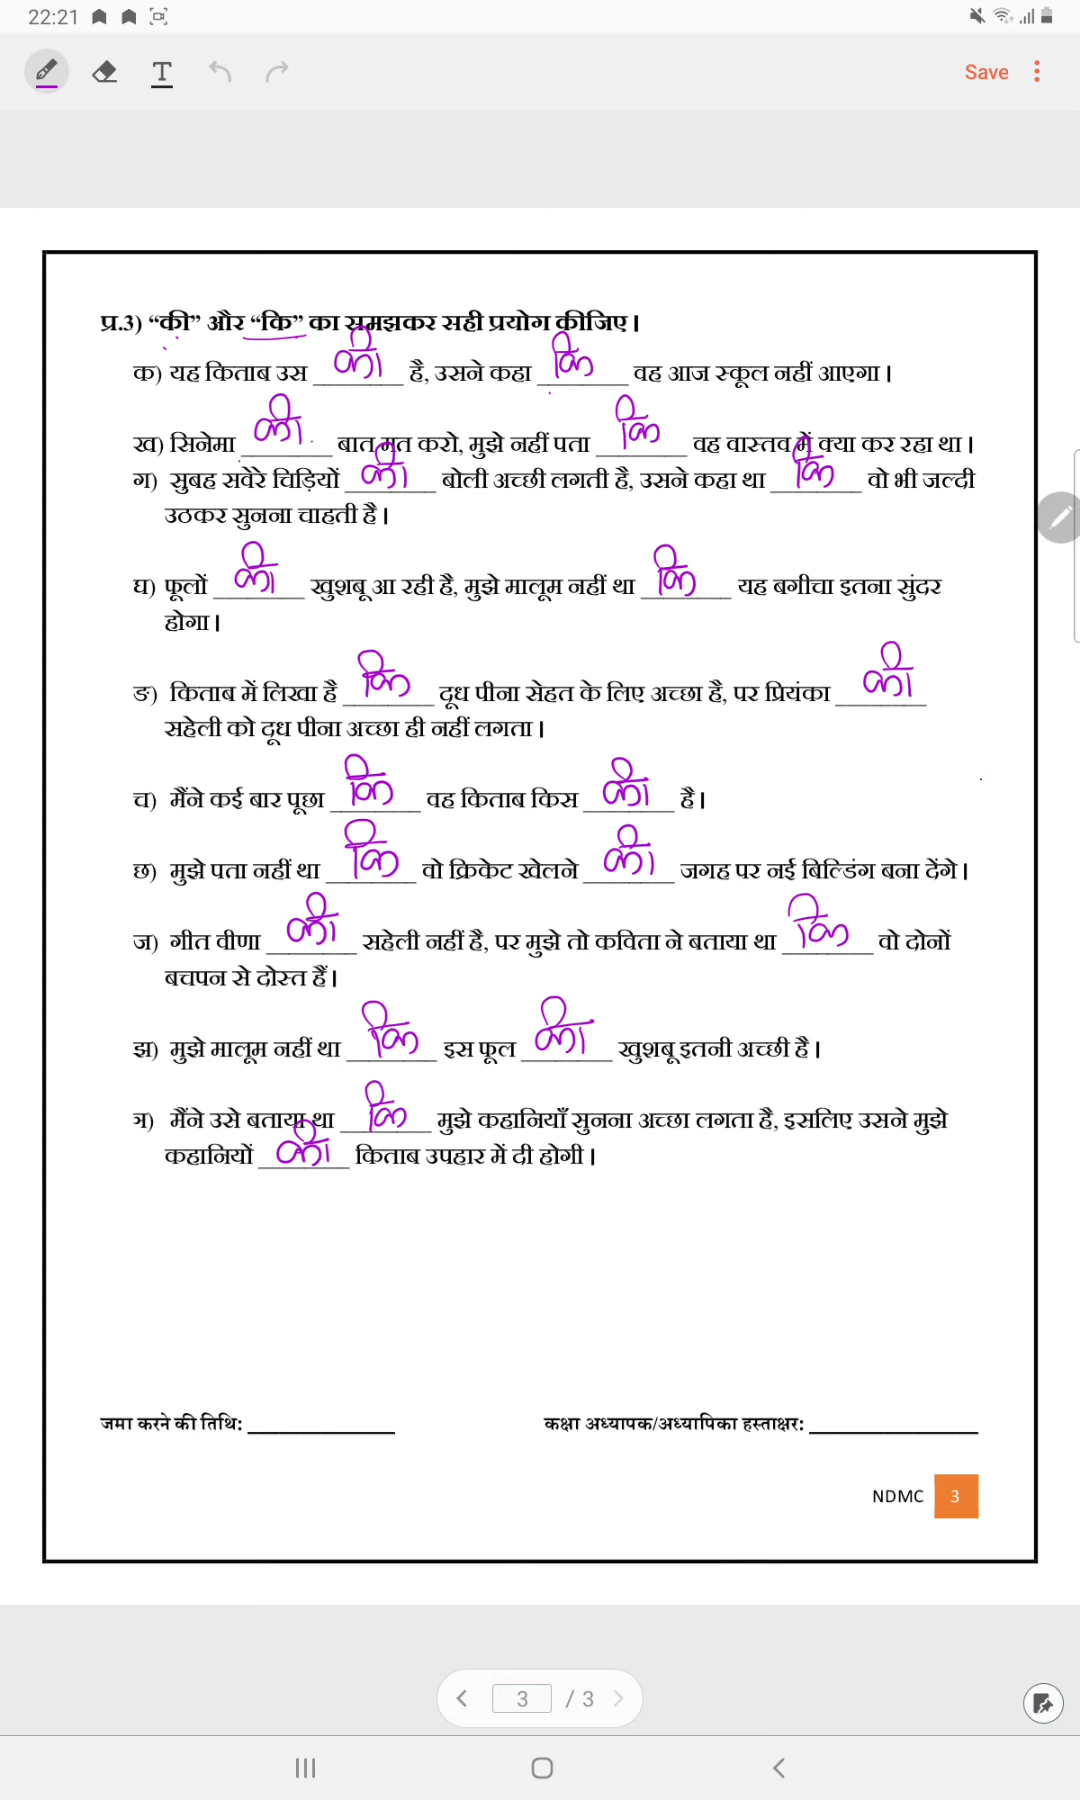 22:21
Save
प्र.3) “की” और “कि” का समझकर सही प्रयोग कीजिए।
क) यह किताब उस की है, उसने कहा कि वह आज स्कूल नहीं आएगा।
ख) सिनेमा की बात मत करो, मुझे नहीं पता कि वह वास्तव में क्या कर रहा था।
ग) सुबह सवेरे चिड़ियों की बोली अच्छी लगती है, उसने कहा था कि वो भी जल्दी
उठकर सुनना चाहती है।
घ) फूलों की खुशबू आ रही है, मुझे मालूम नहीं था कि यह बगीचा इतना सुंदर
होगा।
ङ) किताब में लिखा है कि दूध पीना सेहत के लिए अच्छा है, पर प्रियंका की
सहेली को दूध पीना अच्छा ही नहीं लगता।
च) मैंने कई बार पूछा कि वह किताब किस की है।
छ) मुझे पता नहीं था कि वो क्रिकेट खेलने की जगह पर नई बिल्डिंग बना देंगे।
ज) गीत वीणा की सहेली नहीं है, पर मुझे तो कविता ने बताया था कि वो दोनों
बचपन से दोस्त हैं।
झ) मुझे मालूम नहीं था कि इस फूल की खुशबू इतनी अच्छी है।
ञ) मैंने उसे बताया था कि मुझे कहानियाँ सुनना अच्छा लगता है, इसलिए उसने मुझे
कहानियों की किताब उपहार में दी होगी।
जमा करने की तिथि: कक्षा अध्यापक/अध्यापिका हस्ताक्षर:
NDMC 3
3 / 3